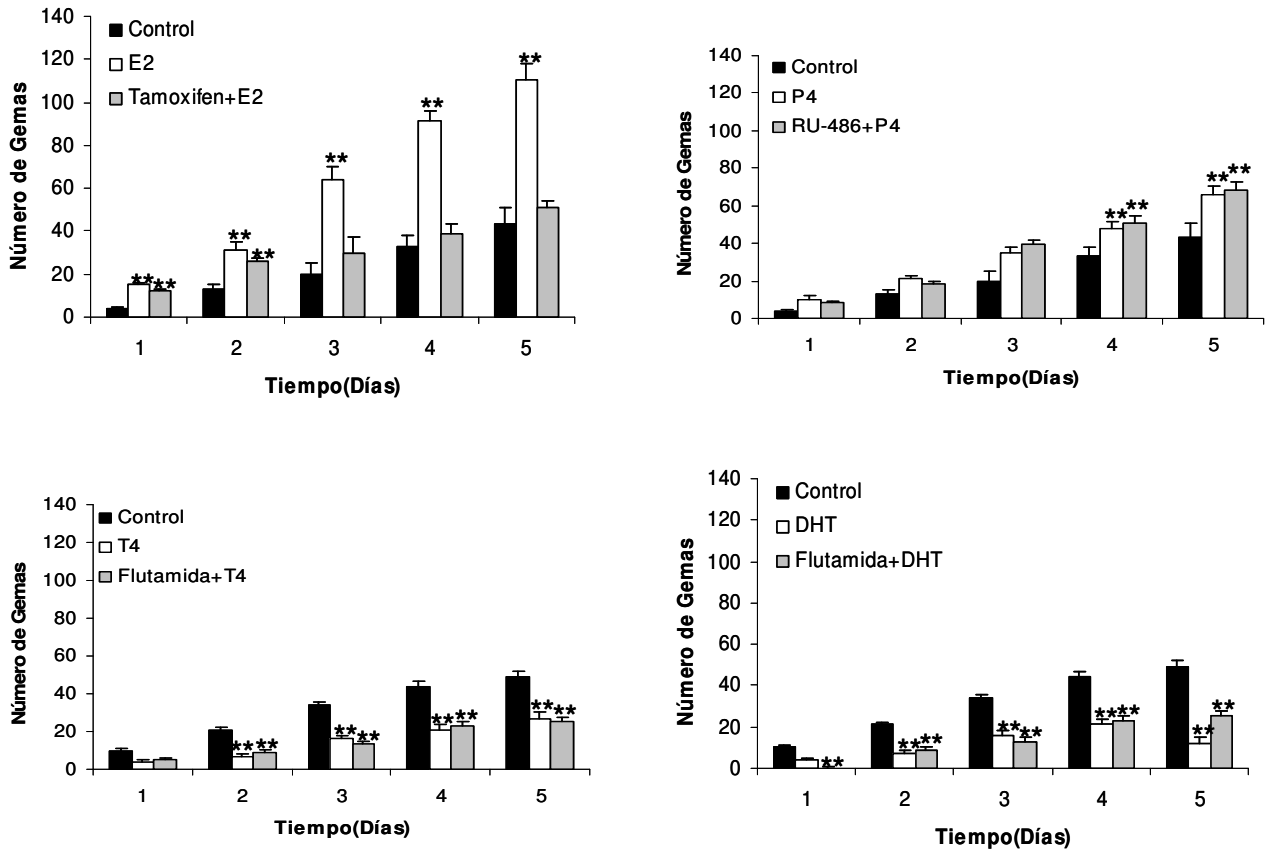 140
120
100
80
60
40
20
0
Número de Gemas
Control
E2
Tamoxifen+E2
** ** ** ** ** ** **
1 2 3 4 5
Tiempo(Días)
140
120
100
80
60
40
20
0
Número de Gemas
Control
P4
RU-486+P4
** ** ** **
1 2 3 4 5
Tiempo(Días)
140
120
100
80
60
40
20
0
Número de Gemas
Control
T4
Flutamida+T4
** ** ** ** ** ** ** **
1 2 3 4 5
Tiempo(Días)
140
120
100
80
60
40
20
0
Número de Gemas
Control
DHT
Flutamida+DHT
** ** ** ** ** ** ** ** **
1 2 3 4 5
Tiempo(Días)